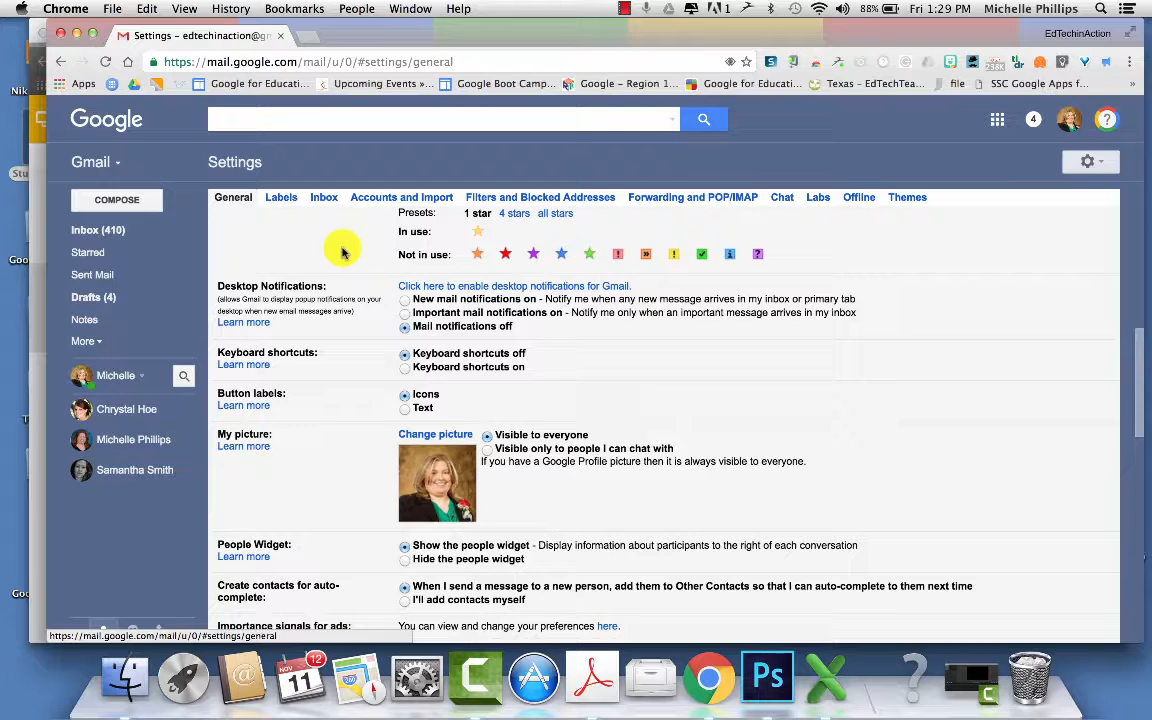 Chrome File Edit View History Bookmarks People Window Help 1 88% Fri 1:29 PM Michelle Phillips
Settings - edtechinaction@g EdTechinAction
https://mail.google.com/mail/u/0/#settings/general
Apps Google for Educati... Upcoming Events »... Google Boot Camp... Google - Region 1... Google for Educatio... Texas - EdTechTea... file SSC Google Apps f... »
Google 4
Gmail Settings
General Labels Inbox Accounts and Import Filters and Blocked Addresses Forwarding and POP/IMAP Chat Labs Offline Themes
COMPOSE
Inbox (410)
Starred
Sent Mail
Drafts (4)
Notes
More
Michelle
Chrystal Hoe
Michelle Phillips
Samantha Smith
Presets: 1 star 4 stars all stars
In use:
Not in use:
Desktop Notifications: Click here to enable desktop notifications for Gmail.
(allows Gmail to display popup notifications on your
desktop when new email messages arrive)
Learn more
New mail notifications on - Notify me when any new message arrives in my inbox or primary tab
Important mail notifications on - Notify me only when an important message arrives in my inbox
Mail notifications off
Keyboard shortcuts: Keyboard shortcuts off
Learn more Keyboard shortcuts on
Button labels: Icons
Learn more Text
My picture: Change picture Visible to everyone
Learn more Visible only to people I can chat with
If you have a Google Profile picture then it is always visible to everyone.
People Widget: Show the people widget - Display information about participants to the right of each conversation
Learn more Hide the people widget
Create contacts for auto-
complete:
When I send a message to a new person, add them to Other Contacts so that I can auto-complete to them next time
I'll add contacts myself
Importance signals for ads: You can view and change your preferences here.
https://mail.google.com/mail/u/0/#settings/general
NOV
11
12
Ps